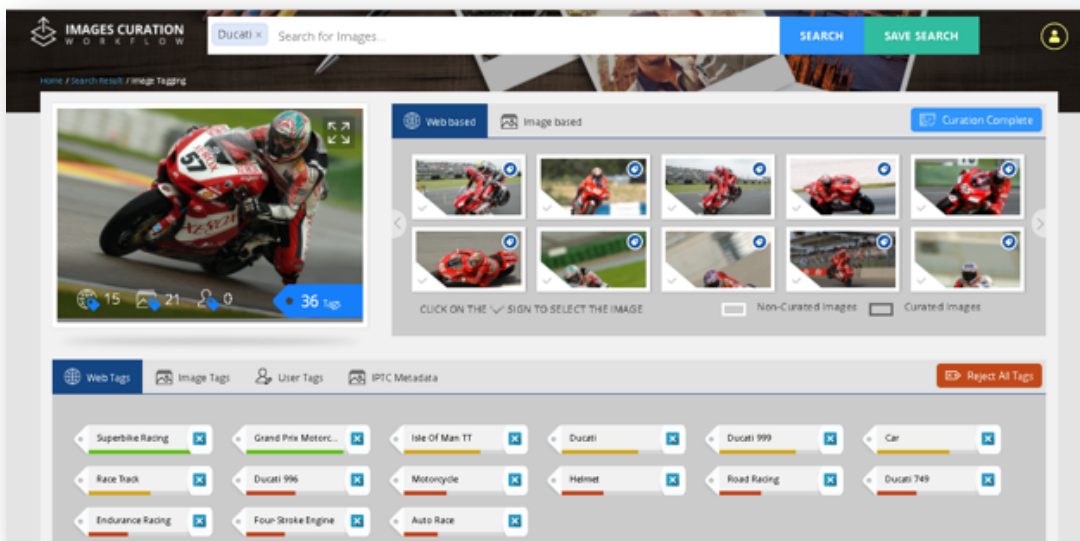 IMAGES CURATION
WORKFLOW
Ducati ×
Search for Images...
SEARCH
SAVE SEARCH
Home / Search Result / Image Tagging
57
XEROX
15
21
0
36 Tags
Web based
Image based
Curation Complete
CLICK ON THE ✓ SIGN TO SELECT THE IMAGE
Non-Curated Images
Curated Images
Web Tags
Image Tags
User Tags
IPTC Metadata
Reject All Tags
Superbike Racing
Grand Prix Motorc...
Isle Of Man TT
Ducati
Ducati 999
Car
Race Track
Ducati 996
Motorcycle
Helmet
Road Racing
Ducati 749
Endurance Racing
Four-Stroke Engine
Auto Race